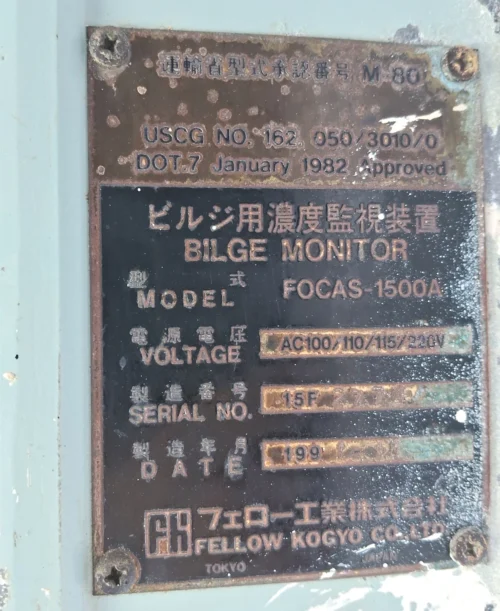 運輸省型式承認番号 M-80
USCG NO. 162 050/3010/0
DOT.7 January 1982 Approved
ビルジ用濃度監視装置
BILGE MONITOR
型式
MODEL FOCAS-1500A
電源電圧
VOLTAGE AC100/110/115/220V
製造番号
SERIAL NO. 15F
製造年月
DATE 199
フェロー工業株式会社
FELLOW KOGYO CO.,LTD.
TOKYO JAPAN